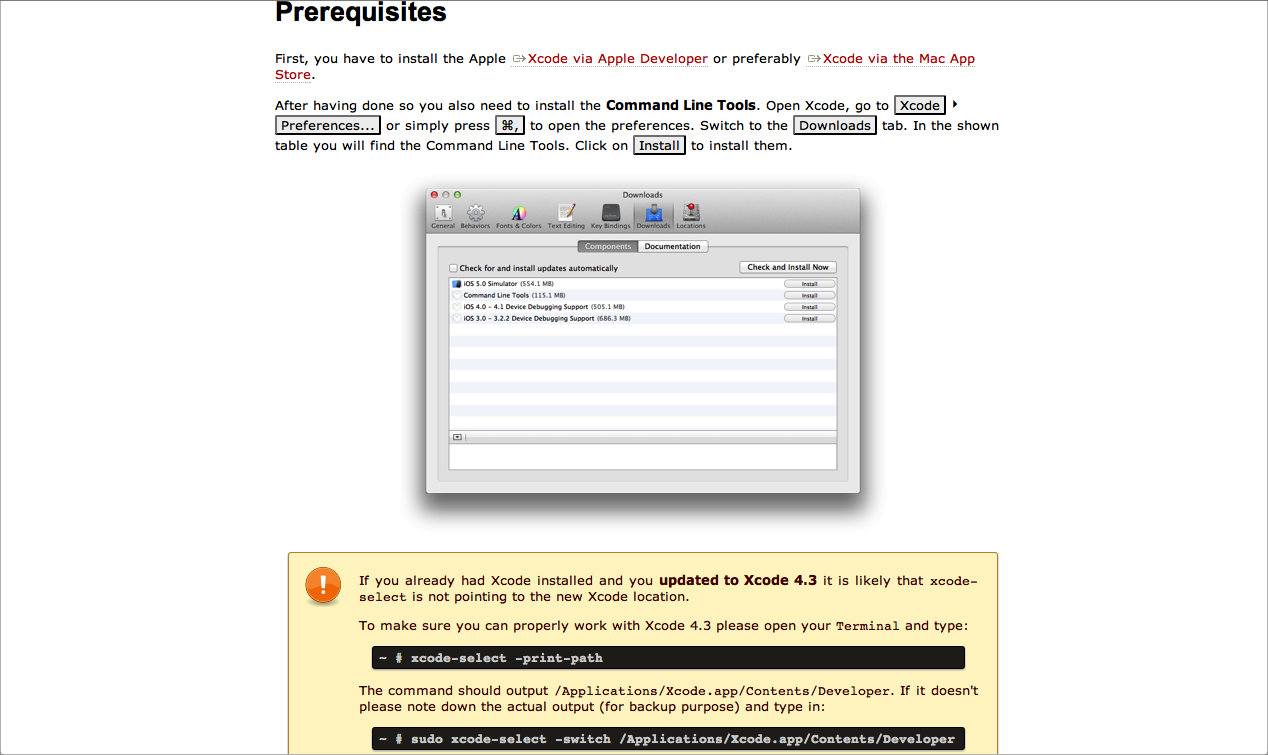 Prerequisites
First, you have to install the Apple Xcode via Apple Developer or preferably Xcode via the Mac App
Store.
After having done so you also need to install the Command Line Tools. Open Xcode, go to Xcode
Preferences... or simply press ⌘, to open the preferences. Switch to the Downloads tab. In the shown
table you will find the Command Line Tools. Click on Install to install them.
Downloads
General Behaviors Fonts & Colors Text Editing Key Bindings Downloads Locations
Components Documentation
Check for and install updates automatically Check and Install Now
iOS 5.0 Simulator (554.1 MB) Install
Command Line Tools (115.1 MB) Install
iOS 4.0 - 4.1 Device Debugging Support (505.1 MB) Install
iOS 3.0 - 3.2.2 Device Debugging Support (686.3 MB) Install
If you already had Xcode installed and you updated to Xcode 4.3 it is likely that xcode-
select is not pointing to the new Xcode location.
To make sure you can properly work with Xcode 4.3 please open your Terminal and type:
~ # xcode-select -print-path
The command should output /Applications/Xcode.app/Contents/Developer. If it doesn't
please note down the actual output (for backup purpose) and type in:
~ # sudo xcode-select -switch /Applications/Xcode.app/Contents/Developer